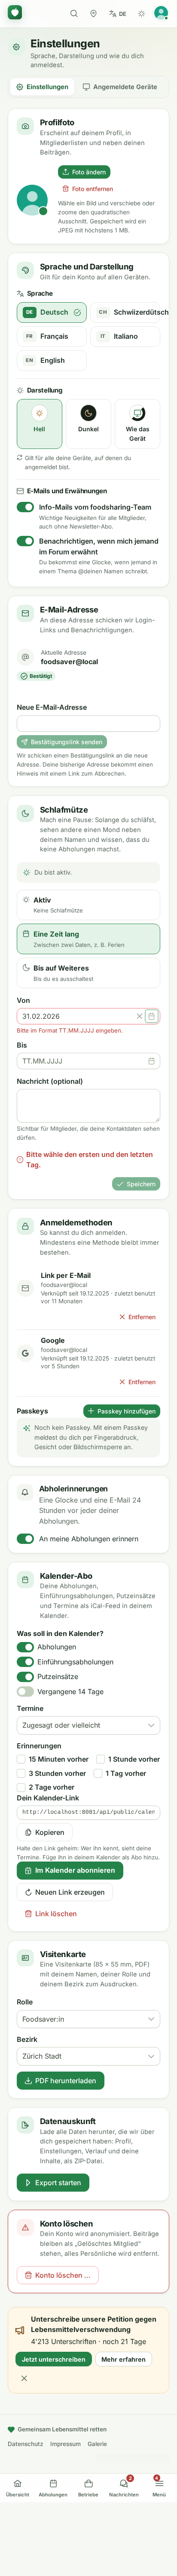 DE
Einstellungen
Sprache, Darstellung und wie du dich
anmeldest.
Einstellungen
Angemeldete Geräte
Profilfoto
Erscheint auf deinem Profil, in
Mitgliederlisten und neben deinen
Beiträgen.
Foto ändern
Foto entfernen
Wähle ein Bild und verschiebe oder
zoome den quadratischen
Ausschnitt. Gespeichert wird ein
JPEG mit höchstens 1 MB.
Sprache und Darstellung
Gilt für dein Konto auf allen Geräten.
Sprache
DE Deutsch
CH Schwiizerdütsch
FR Français
IT Italiano
EN English
Darstellung
Hell
Dunkel
Wie das
Gerät
Gilt für alle deine Geräte, auf denen du
angemeldet bist.
E-Mails und Erwähnungen
Info-Mails vom foodsharing-Team
Wichtige Neuigkeiten für alle Mitglieder,
auch ohne Newsletter-Abo.
Benachrichtigen, wenn mich jemand
im Forum erwähnt
Du bekommst eine Glocke, wenn jemand in
einem Thema @deinen Namen schreibt.
E-Mail-Adresse
An diese Adresse schicken wir Login-
Links und Benachrichtigungen.
Aktuelle Adresse
foodsaver@local
Bestätigt
Neue E-Mail-Adresse
Bestätigungslink senden
Wir schicken einen Bestätigungslink an die neue
Adresse. Deine bisherige Adresse bekommt einen
Hinweis mit einem Link zum Abbrechen.
Schlafmütze
Mach eine Pause: Solange du schläfst,
sehen andere einen Mond neben
deinem Namen und wissen, dass du
keine Abholungen machst.
Du bist aktiv.
Aktiv
Keine Schlafmütze
Eine Zeit lang
Zwischen zwei Daten, z. B. Ferien
Bis auf Weiteres
Bis du es ausschaltest
Von
31.02.2026
Bitte im Format TT.MM.JJJJ eingeben.
Bis
TT.MM.JJJJ
Nachricht (optional)
Sichtbar für Mitglieder, die deine Kontaktdaten sehen
dürfen.
Bitte wähle den ersten und den letzten
Tag.
Speichern
Anmeldemethoden
So kannst du dich anmelden.
Mindestens eine Methode bleibt immer
bestehen.
Link per E-Mail
foodsaver@local
Verknüpft seit 19.12.2025 · zuletzt benutzt
vor 11 Monaten
Entfernen
Google
foodsaver@local
Verknüpft seit 19.12.2025 · zuletzt benutzt
vor 5 Stunden
Entfernen
Passkeys
Passkey hinzufügen
Noch kein Passkey. Mit einem Passkey
meldest du dich per Fingerabdruck,
Gesicht oder Bildschirmsperre an.
Abholerinnerungen
Eine Glocke und eine E-Mail 24
Stunden vor jeder deiner
Abholungen.
An meine Abholungen erinnern
Kalender-Abo
Deine Abholungen,
Einführungsabholungen, Putzeinsätze
und Termine als iCal-Feed in deinem
Kalender.
Was soll in den Kalender?
Abholungen
Einführungsabholungen
Putzeinsätze
Vergangene 14 Tage
Termine
Zugesagt oder vielleicht
Erinnerungen
15 Minuten vorher
1 Stunde vorher
3 Stunden vorher
1 Tag vorher
2 Tage vorher
Dein Kalender-Link
http://localhost:8081/api/public/caler
Kopieren
Halte den Link geheim: Wer ihn kennt, sieht deine
Termine. Füge ihn in deinem Kalender als Abo hinzu.
Im Kalender abonnieren
Neuen Link erzeugen
Link löschen
Visitenkarte
Eine Visitenkarte (85 × 55 mm, PDF)
mit deinem Namen, deiner Rolle und
deinem Bezirk zum Ausdrucken.
Rolle
Foodsaver:in
Bezirk
Zürich Stadt
PDF herunterladen
Datenauskunft
Lade alle Daten herunter, die wir über
dich gespeichert haben: Profil,
Einstellungen, Verlauf und deine
Inhalte, als ZIP-Datei.
Export starten
Konto löschen
Dein Konto wird anonymisiert. Beiträge
bleiben als „Gelöschtes Mitglied“
stehen, alles Persönliche wird entfernt.
Konto löschen …
Unterschreibe unsere Petition gegen
Lebensmittelverschwendung
4'213 Unterschriften · noch 21 Tage
Jetzt unterschreiben
Mehr erfahren
Gemeinsam Lebensmittel retten
Datenschutz
Impressum
Galerie
Übersicht
Abholungen
Betriebe
3
Nachrichten
4
Menü